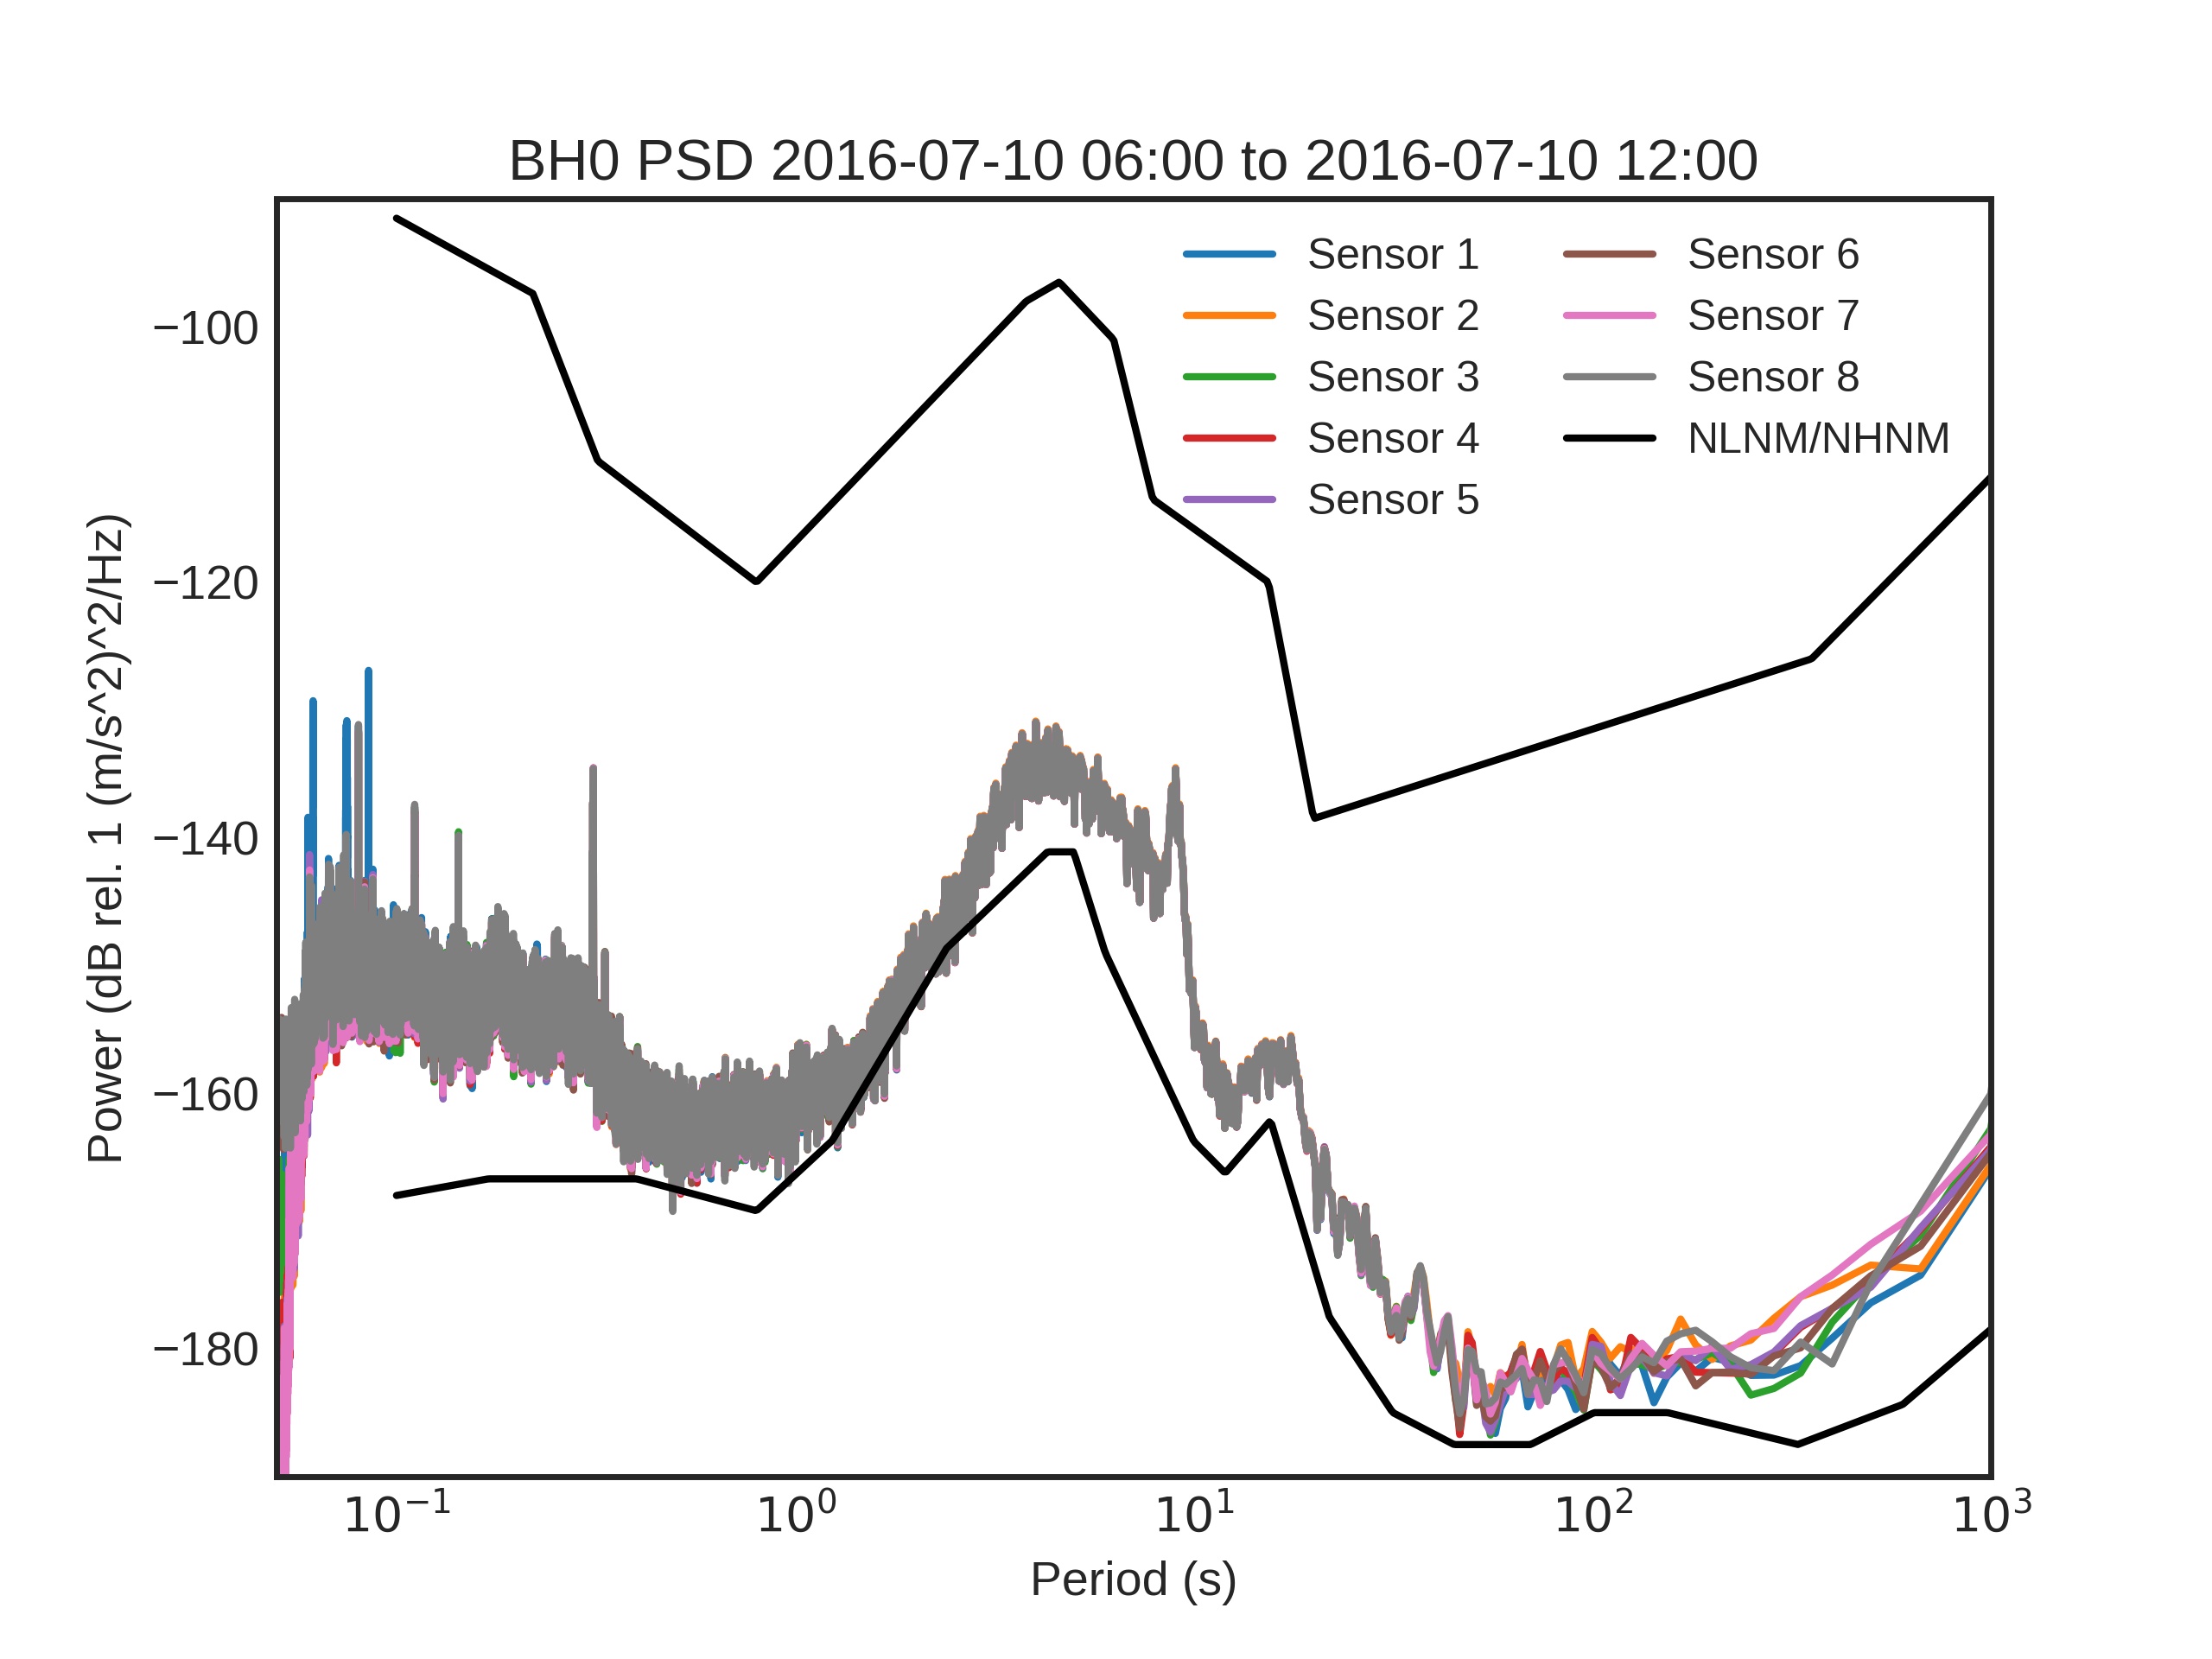 BH0 PSD 2016-07-10 06:00 to 2016-07-10 12:00
Sensor 1
Sensor 2
Sensor 3
Sensor 4
Sensor 5
Sensor 6
Sensor 7
Sensor 8
NLNM/NHNM
Power (dB rel. 1 (m/s^2)^2/Hz)
−100
−120
−140
−160
−180
10⁻¹
10⁰
10¹
10²
10³
Period (s)